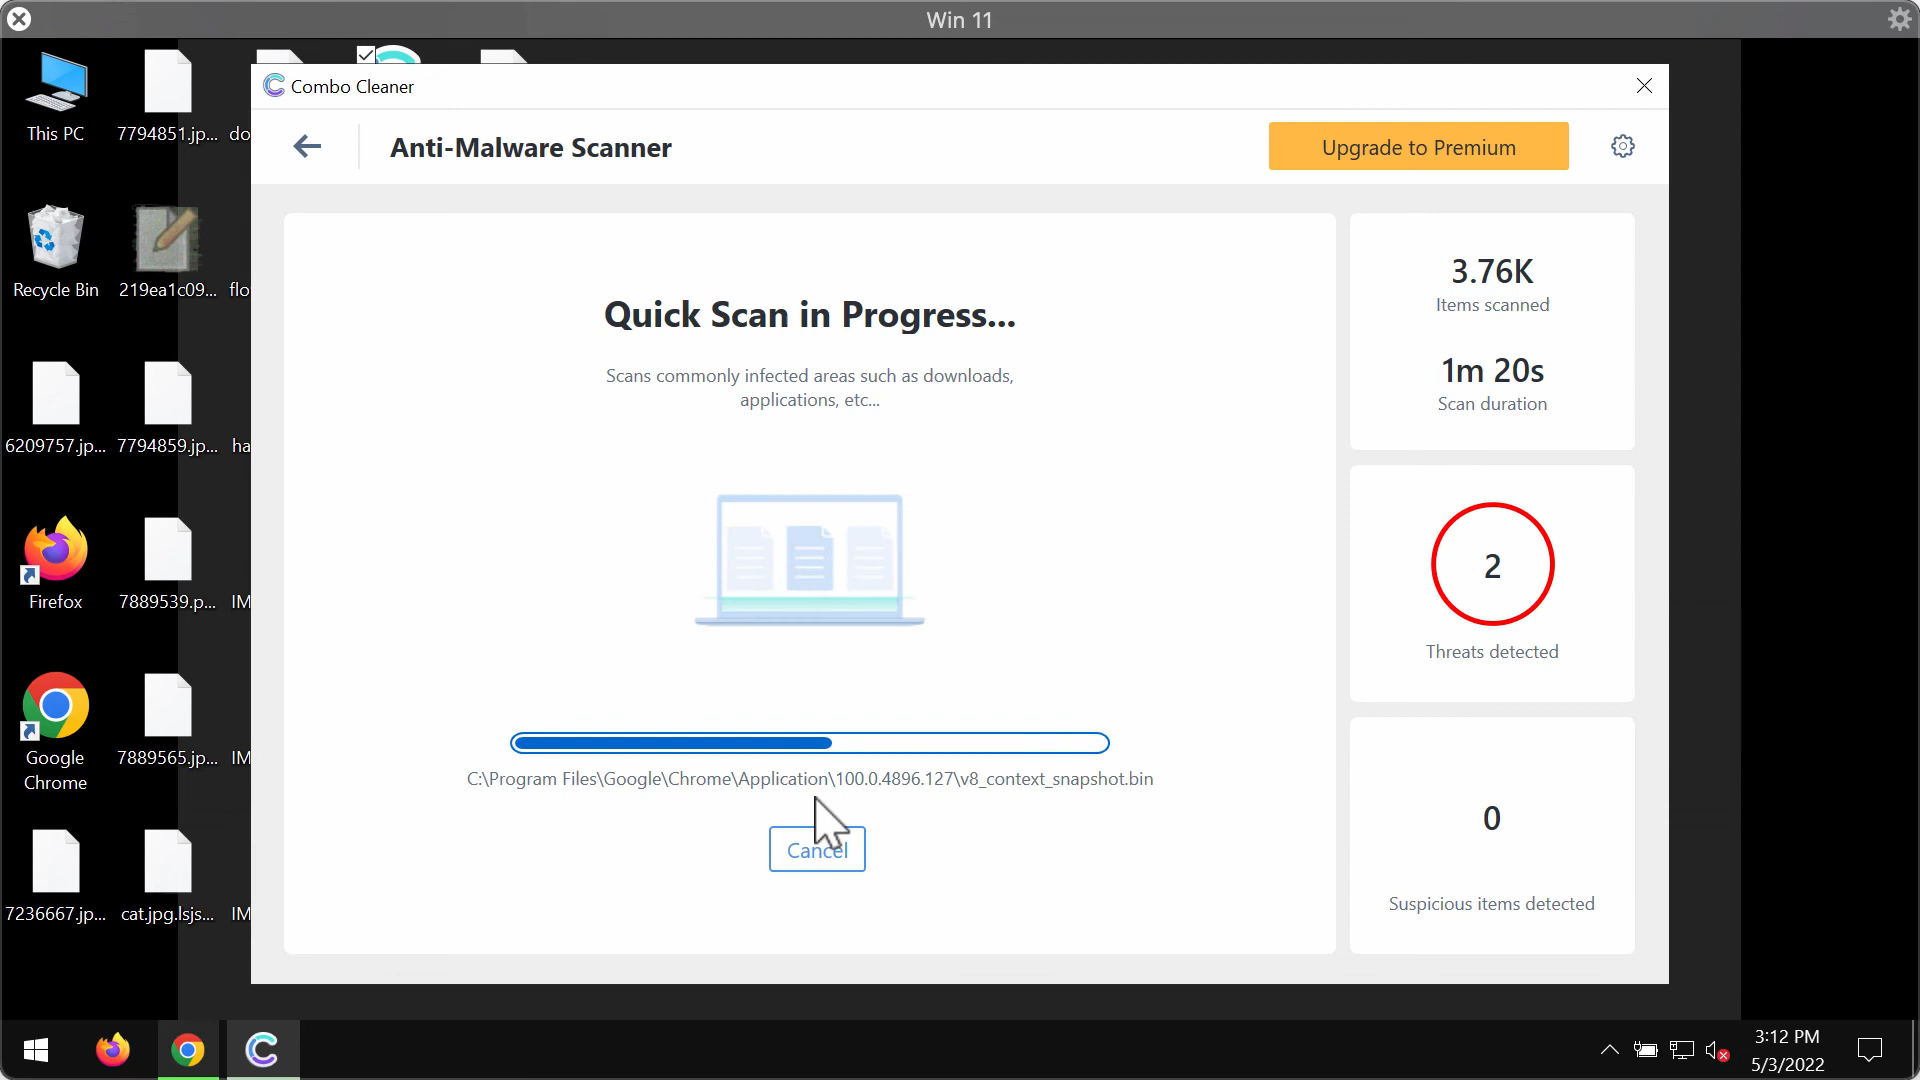 Win 11
This PC
7794851.jp...
do
Recycle Bin
219ea1c09...
flo
6209757.jp...
7794859.jp...
ha
Firefox
7889539.p...
IM
Google
Chrome
7889565.jp...
IM
7236667.jp...
cat.jpg.lsjs...
IM
Combo Cleaner
Anti-Malware Scanner
Upgrade to Premium
Quick Scan in Progress...
Scans commonly infected areas such as downloads,
applications, etc...
C:\Program Files\Google\Chrome\Application\100.0.4896.127\v8_context_snapshot.bin
Cancel
3.76K
Items scanned
1m 20s
Scan duration
2
Threats detected
0
Suspicious items detected
3:12 PM
5/3/2022